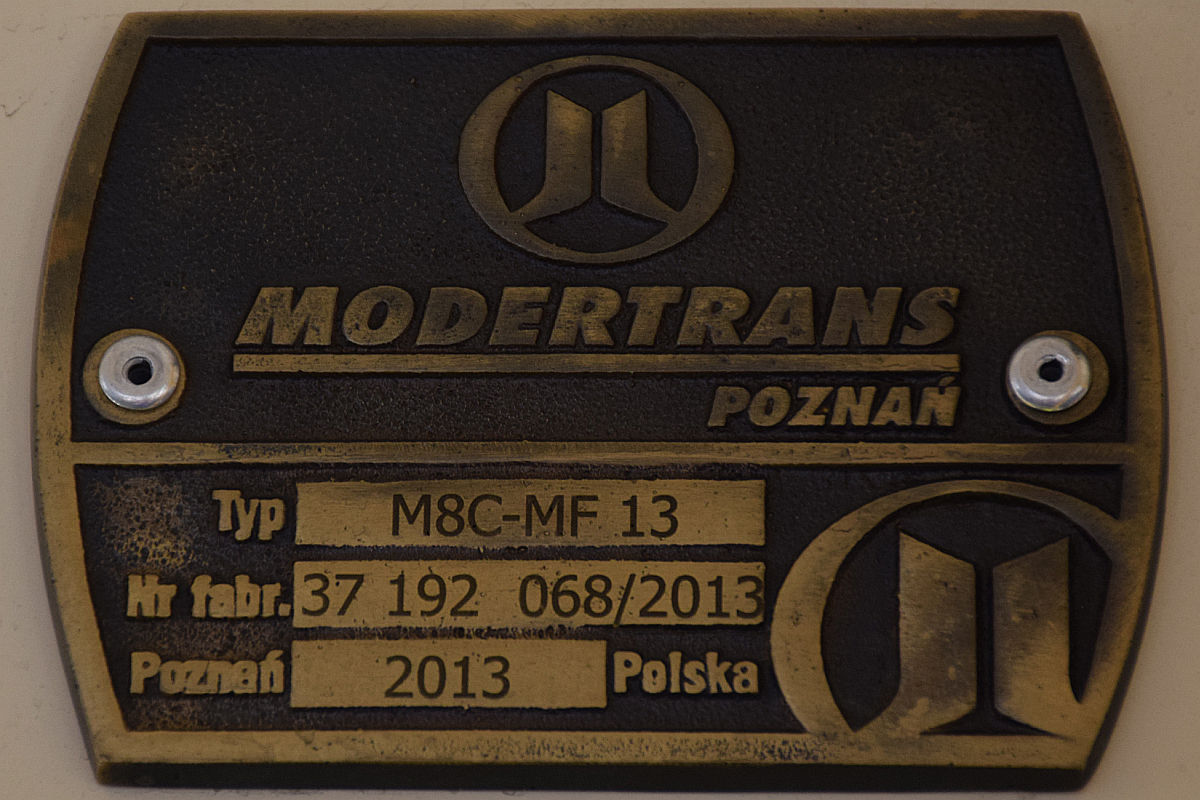 MODERTRANS
POZNAŃ
Typ M8C-MF 13
Nr fabr. 37 192 068/2013
Poznań 2013 Polska